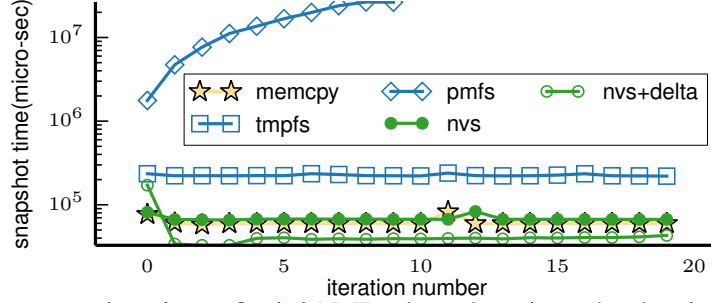 snapshot time(micro-sec)
10^7
10^6
10^5
memcpy
pmfs
nvs+delta
tmpfs
nvs
0 5 10 15 20
iteration number